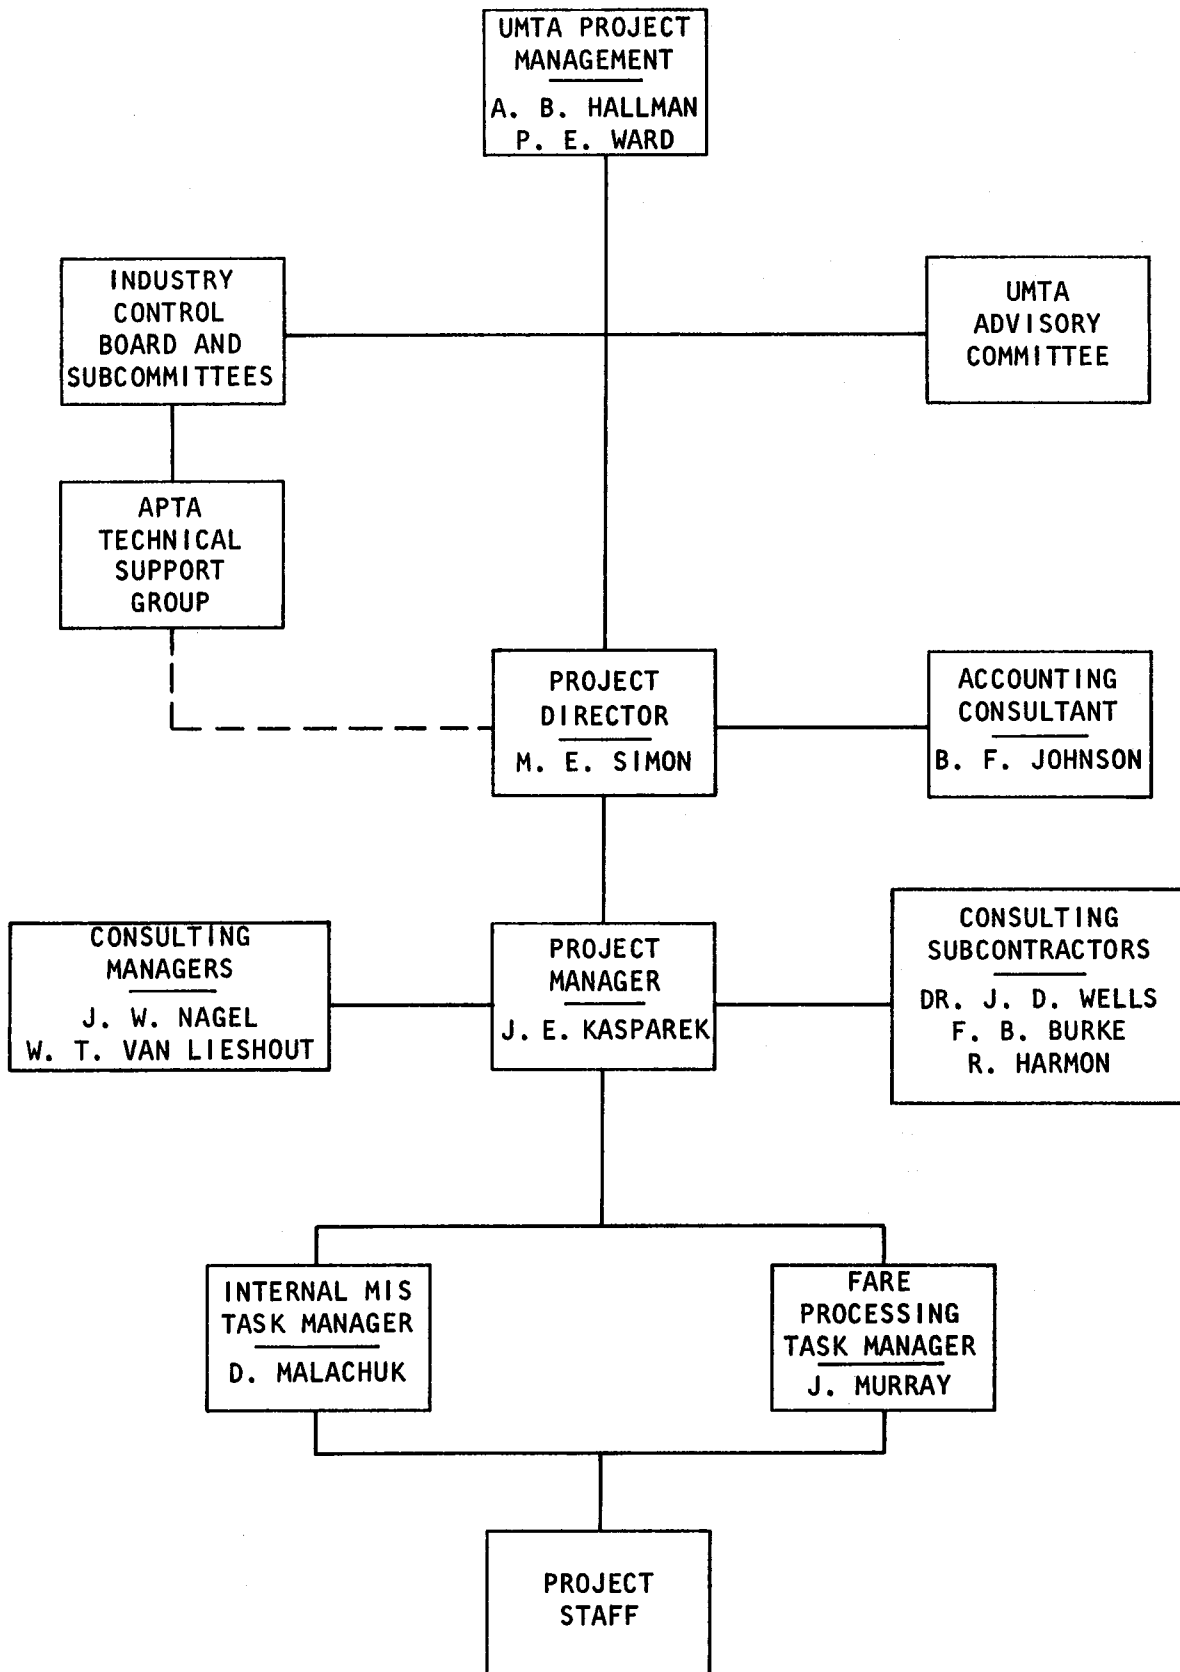 UMTA PROJECT
MANAGEMENT
A. B. HALLMAN
P. E. WARD
INDUSTRY
CONTROL
BOARD AND
SUBCOMMITTEES
UMTA
ADVISORY
COMMITTEE
APTA
TECHNICAL
SUPPORT
GROUP
PROJECT
DIRECTOR
M. E. SIMON
ACCOUNTING
CONSULTANT
B. F. JOHNSON
CONSULTING
MANAGERS
J. W. NAGEL
W. T. VAN LIESHOUT
PROJECT
MANAGER
J. E. KASPAREK
CONSULTING
SUBCONTRACTORS
DR. J. D. WELLS
F. B. BURKE
R. HARMON
INTERNAL MIS
TASK MANAGER
D. MALACHUK
FARE
PROCESSING
TASK MANAGER
J. MURRAY
PROJECT
STAFF